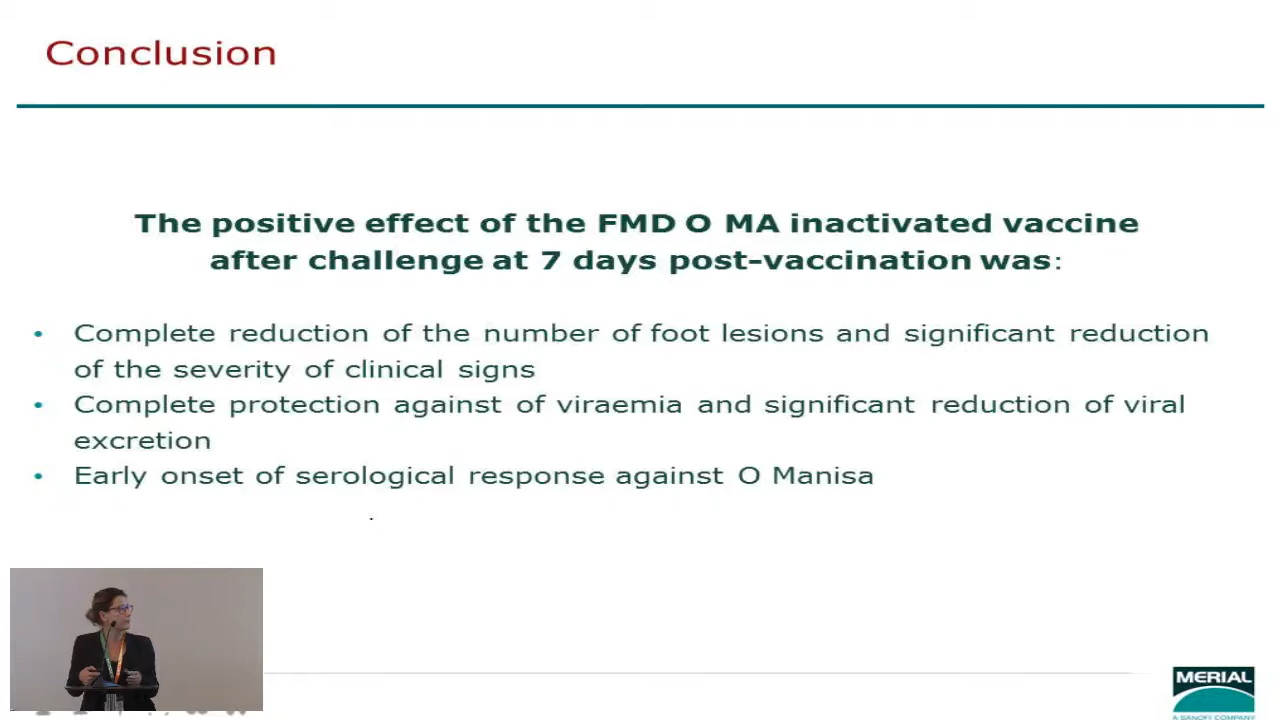 Conclusion
The positive effect of the FMD O MA inactivated vaccine
after challenge at 7 days post-vaccination was:
• Complete reduction of the number of foot lesions and significant reduction
of the severity of clinical signs
• Complete protection against of viraemia and significant reduction of viral
excretion
• Early onset of serological response against O Manisa
MERIAL
A SANOFI COMPANY